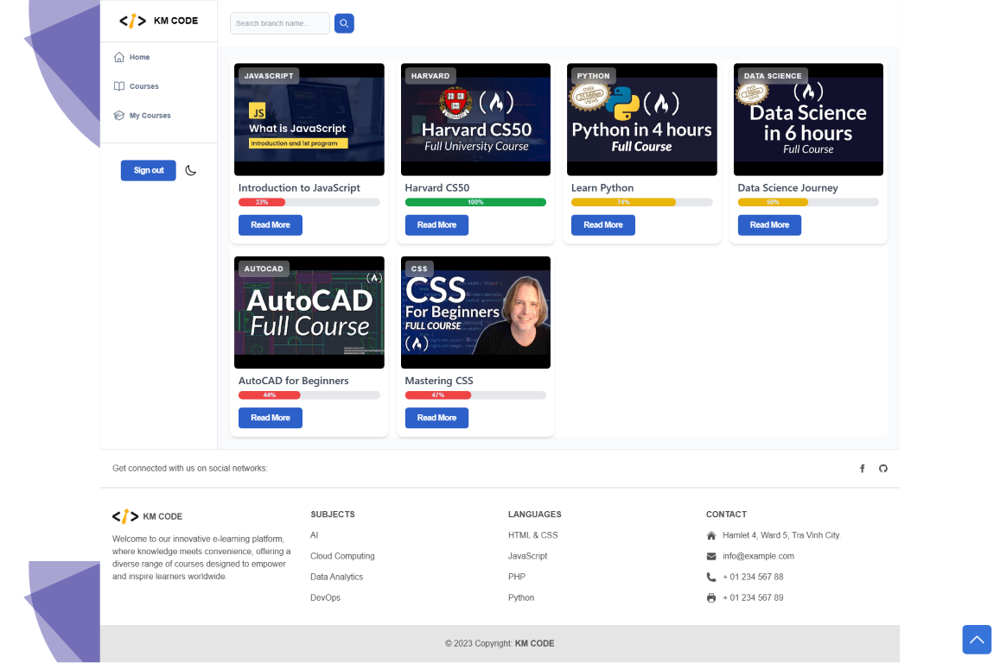 KM CODE
Search branch name...
Home
Courses
My Courses
Sign out
JAVASCRIPT
JS
What is JavaScript
Introduction and 1st program
Introduction to JavaScript
33%
Read More
HARVARD
Harvard CS50
Full University Course
Harvard CS50
100%
Read More
PYTHON
OVER
VIEWS
Python in 4 hours
Full Course
Learn Python
74%
Read More
DATA SCIENCE
Data Science
in 6 hours
Full Course
Data Science Journey
50%
Read More
AUTOCAD
AutoCAD
Full Course
AutoCAD for Beginners
44%
Read More
CSS
CSS
For Beginners
FULL COURSE
Mastering CSS
47%
Read More
Get connected with us on social networks:
KM CODE
Welcome to our innovative e-learning platform,
where knowledge meets convenience, offering a
diverse range of courses designed to empower
and inspire learners worldwide.
SUBJECTS
AI
Cloud Computing
Data Analytics
DevOps
LANGUAGES
HTML & CSS
JavaScript
PHP
Python
CONTACT
Hamlet 4, Ward 5, Tra Vinh City.
info@example.com
+ 01 234 567 88
+ 01 234 567 89
© 2023 Copyright: KM CODE